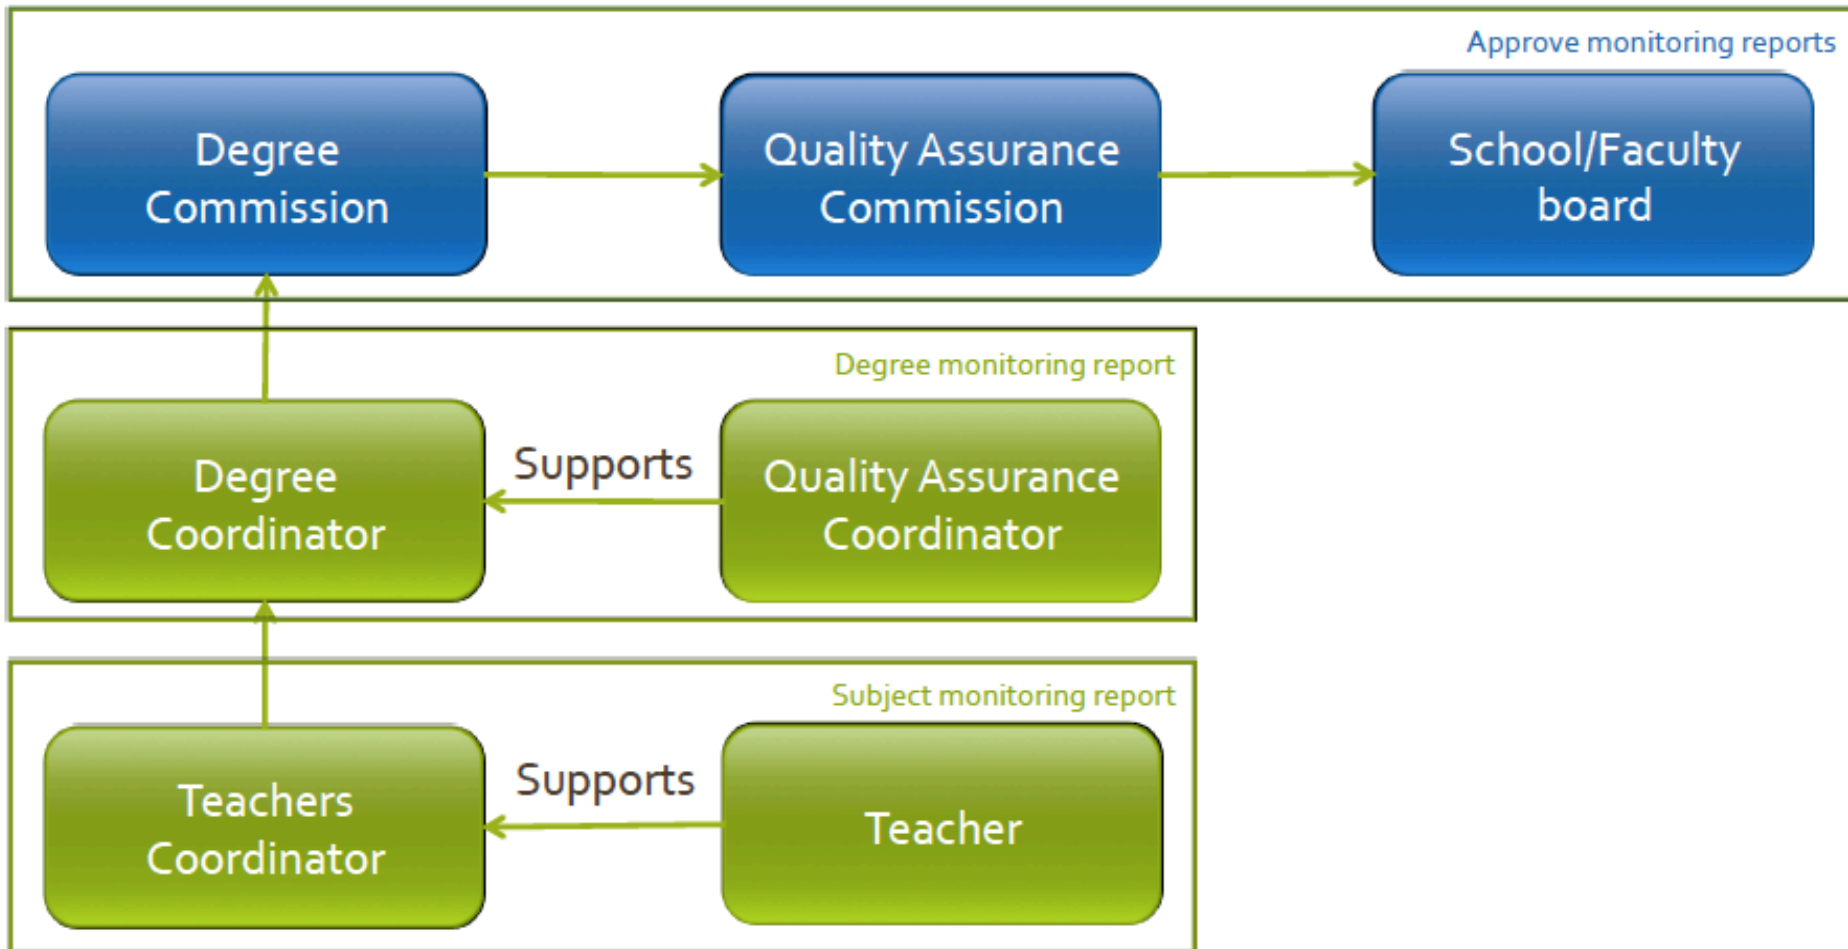 Approve monitoring reports
Degree
Commission
Quality Assurance
Commission
School/Faculty
board
Degree monitoring report
Degree
Coordinator
Supports
Quality Assurance
Coordinator
Subject monitoring report
Teachers
Coordinator
Supports
Teacher